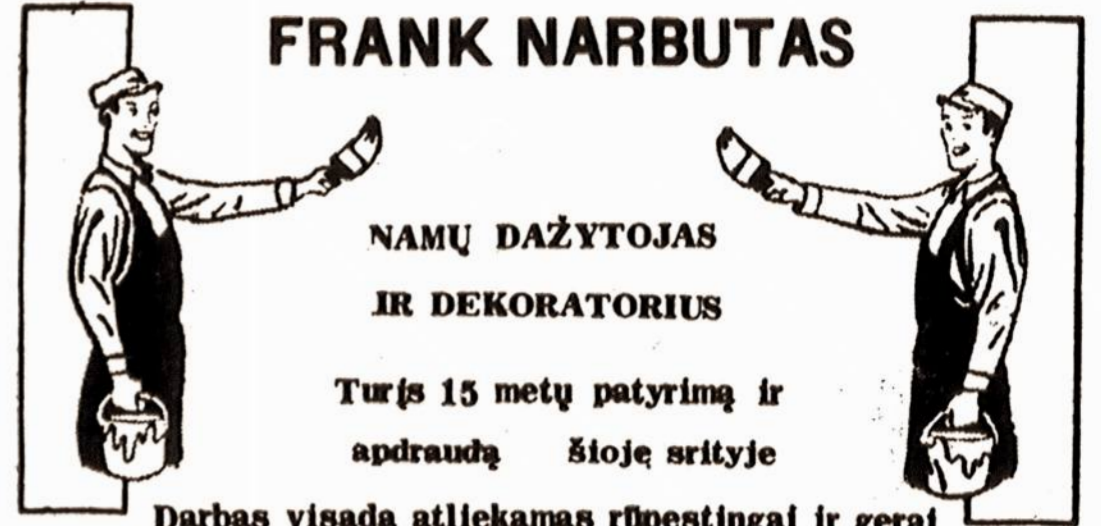 FRANK NARBUTAS
NAMŲ DAŽYTOJAS
IR DEKORATORIUS
Turįs 15 metų patyrimą ir
apdraudą šioję srityje
Darbas visada atliekamas rūpestingai ir gerai